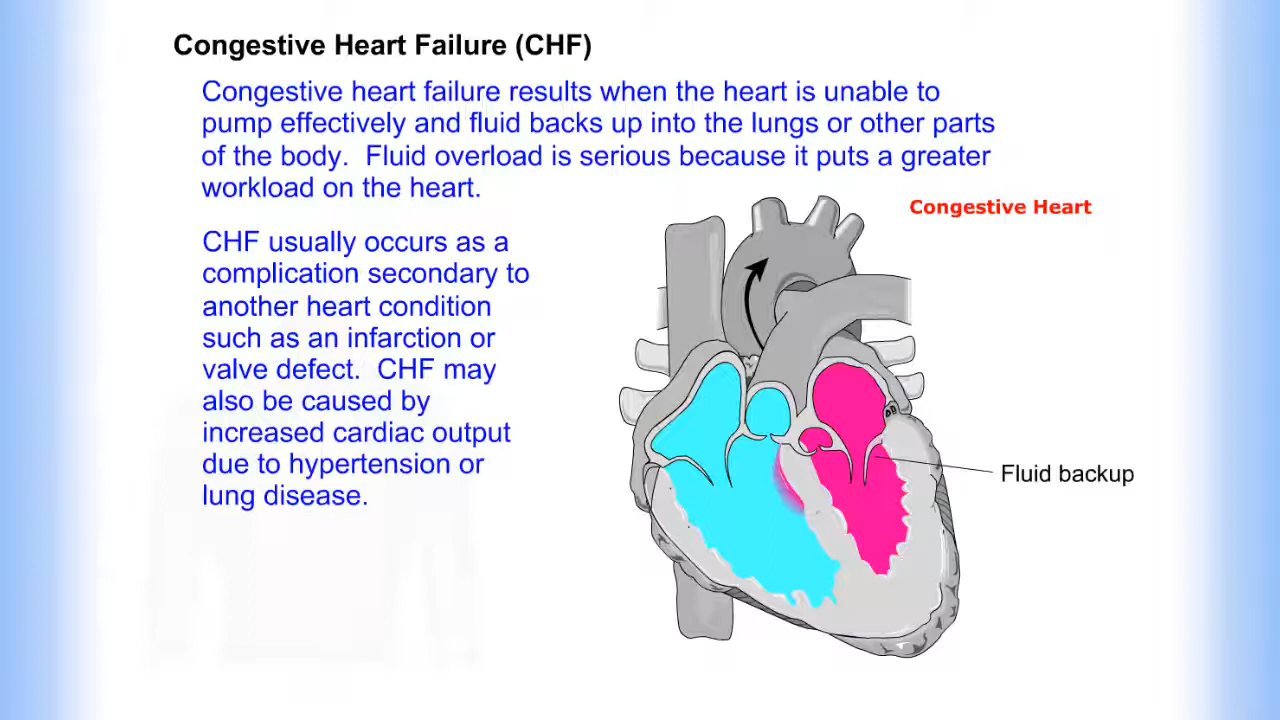 Congestive Heart Failure (CHF)
Congestive heart failure results when the heart is unable to
pump effectively and fluid backs up into the lungs or other parts
of the body.  Fluid overload is serious because it puts a greater
workload on the heart.
Congestive Heart
CHF usually occurs as a
complication secondary to
another heart condition
such as an infarction or
valve defect.  CHF may
also be caused by
increased cardiac output
due to hypertension or
lung disease.
Fluid backup